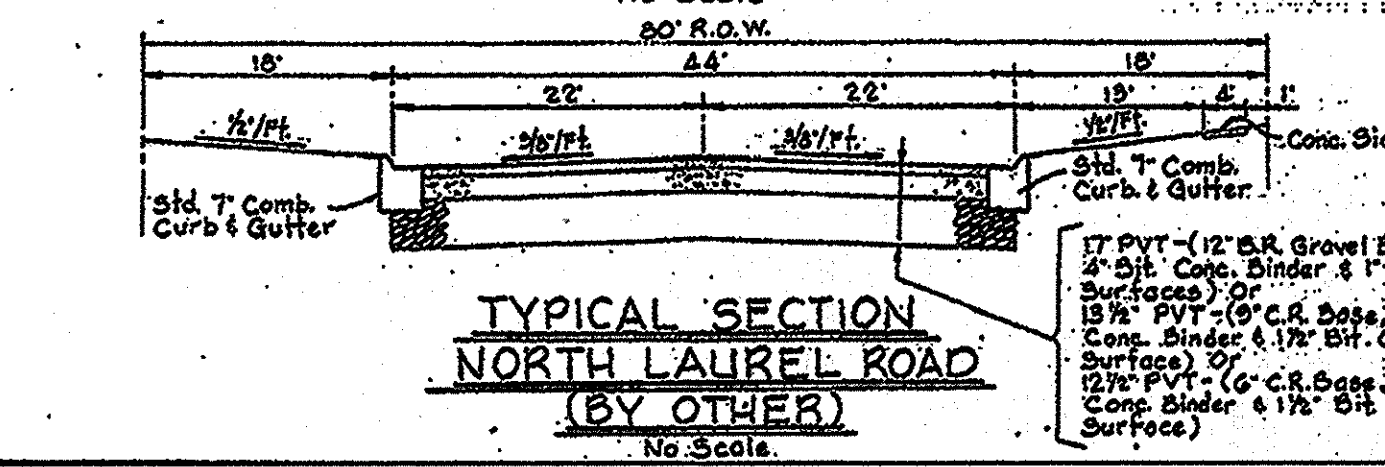 No Scale
80' R.O.W.
18' 44' 18'
22' 22' 13' 4' 1'
1/2"/Ft. 3/8"/Ft. 3/8"/Ft. 1/2"/Ft.
Conc.
Std. 7" Comb.
Curb & Gutter
Std. 7" Comb.
Curb & Gutter
17" PVT-(12" B.R. Gravel
4" Bit. Conc. Binder & 1"
Surfaces) Or
13 1/2" PVT-(9" C.R. Base,
Conc. Binder & 1 1/2" Bit.
Surface) Or
12 1/2" PVT-(6" C.R. Base,
Conc. Binder & 1 1/2" Bit
Surface)
TYPICAL SECTION
NORTH LAUREL ROAD
(BY OTHER)
No Scale.